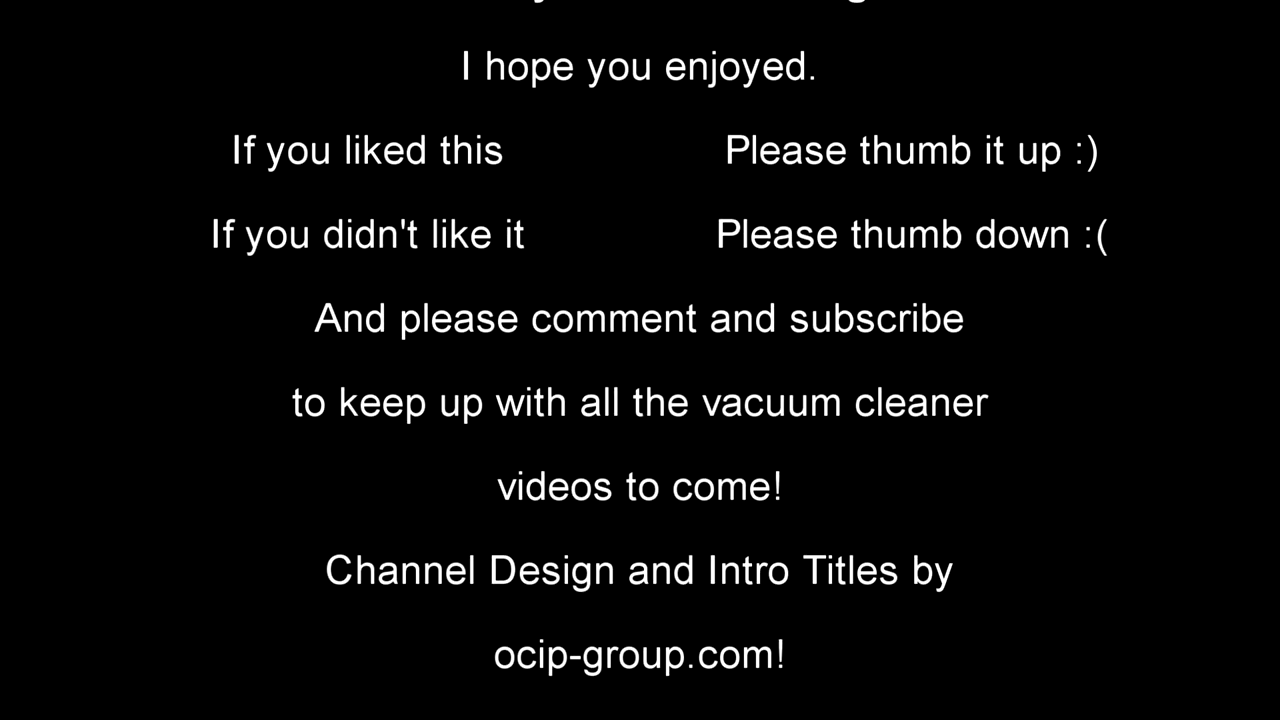 I hope you enjoyed.
If you liked this Please thumb it up :)
If you didn't like it Please thumb down :(
And please comment and subscribe
to keep up with all the vacuum cleaner
videos to come!
Channel Design and Intro Titles by
ocip-group.com!